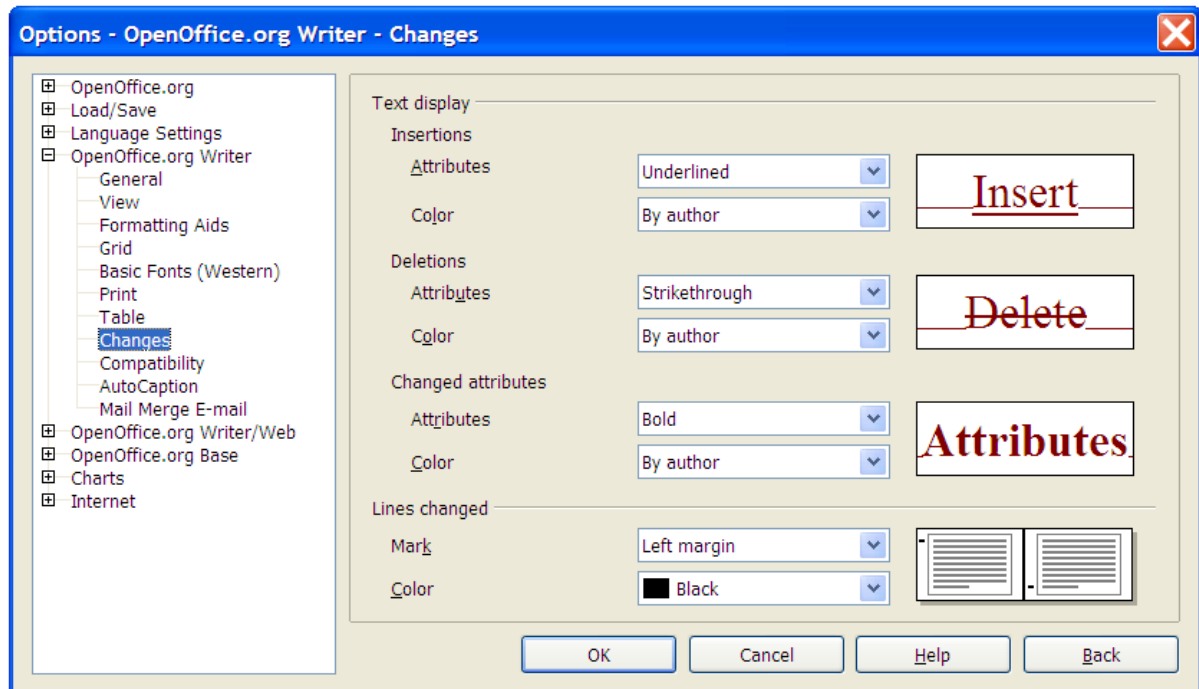 Options - OpenOffice.org Writer - Changes
OpenOffice.org
Load/Save
Language Settings
OpenOffice.org Writer
General
View
Formatting Aids
Grid
Basic Fonts (Western)
Print
Table
Changes
Compatibility
AutoCaption
Mail Merge E-mail
OpenOffice.org Writer/Web
OpenOffice.org Base
Charts
Internet
Text display
Insertions
Attributes Underlined
Color By author
Insert
Deletions
Attributes Strikethrough
Color By author
Delete
Changed attributes
Attributes Bold
Color By author
Attributes
Lines changed
Mark Left margin
Color Black
OK Cancel Help Back